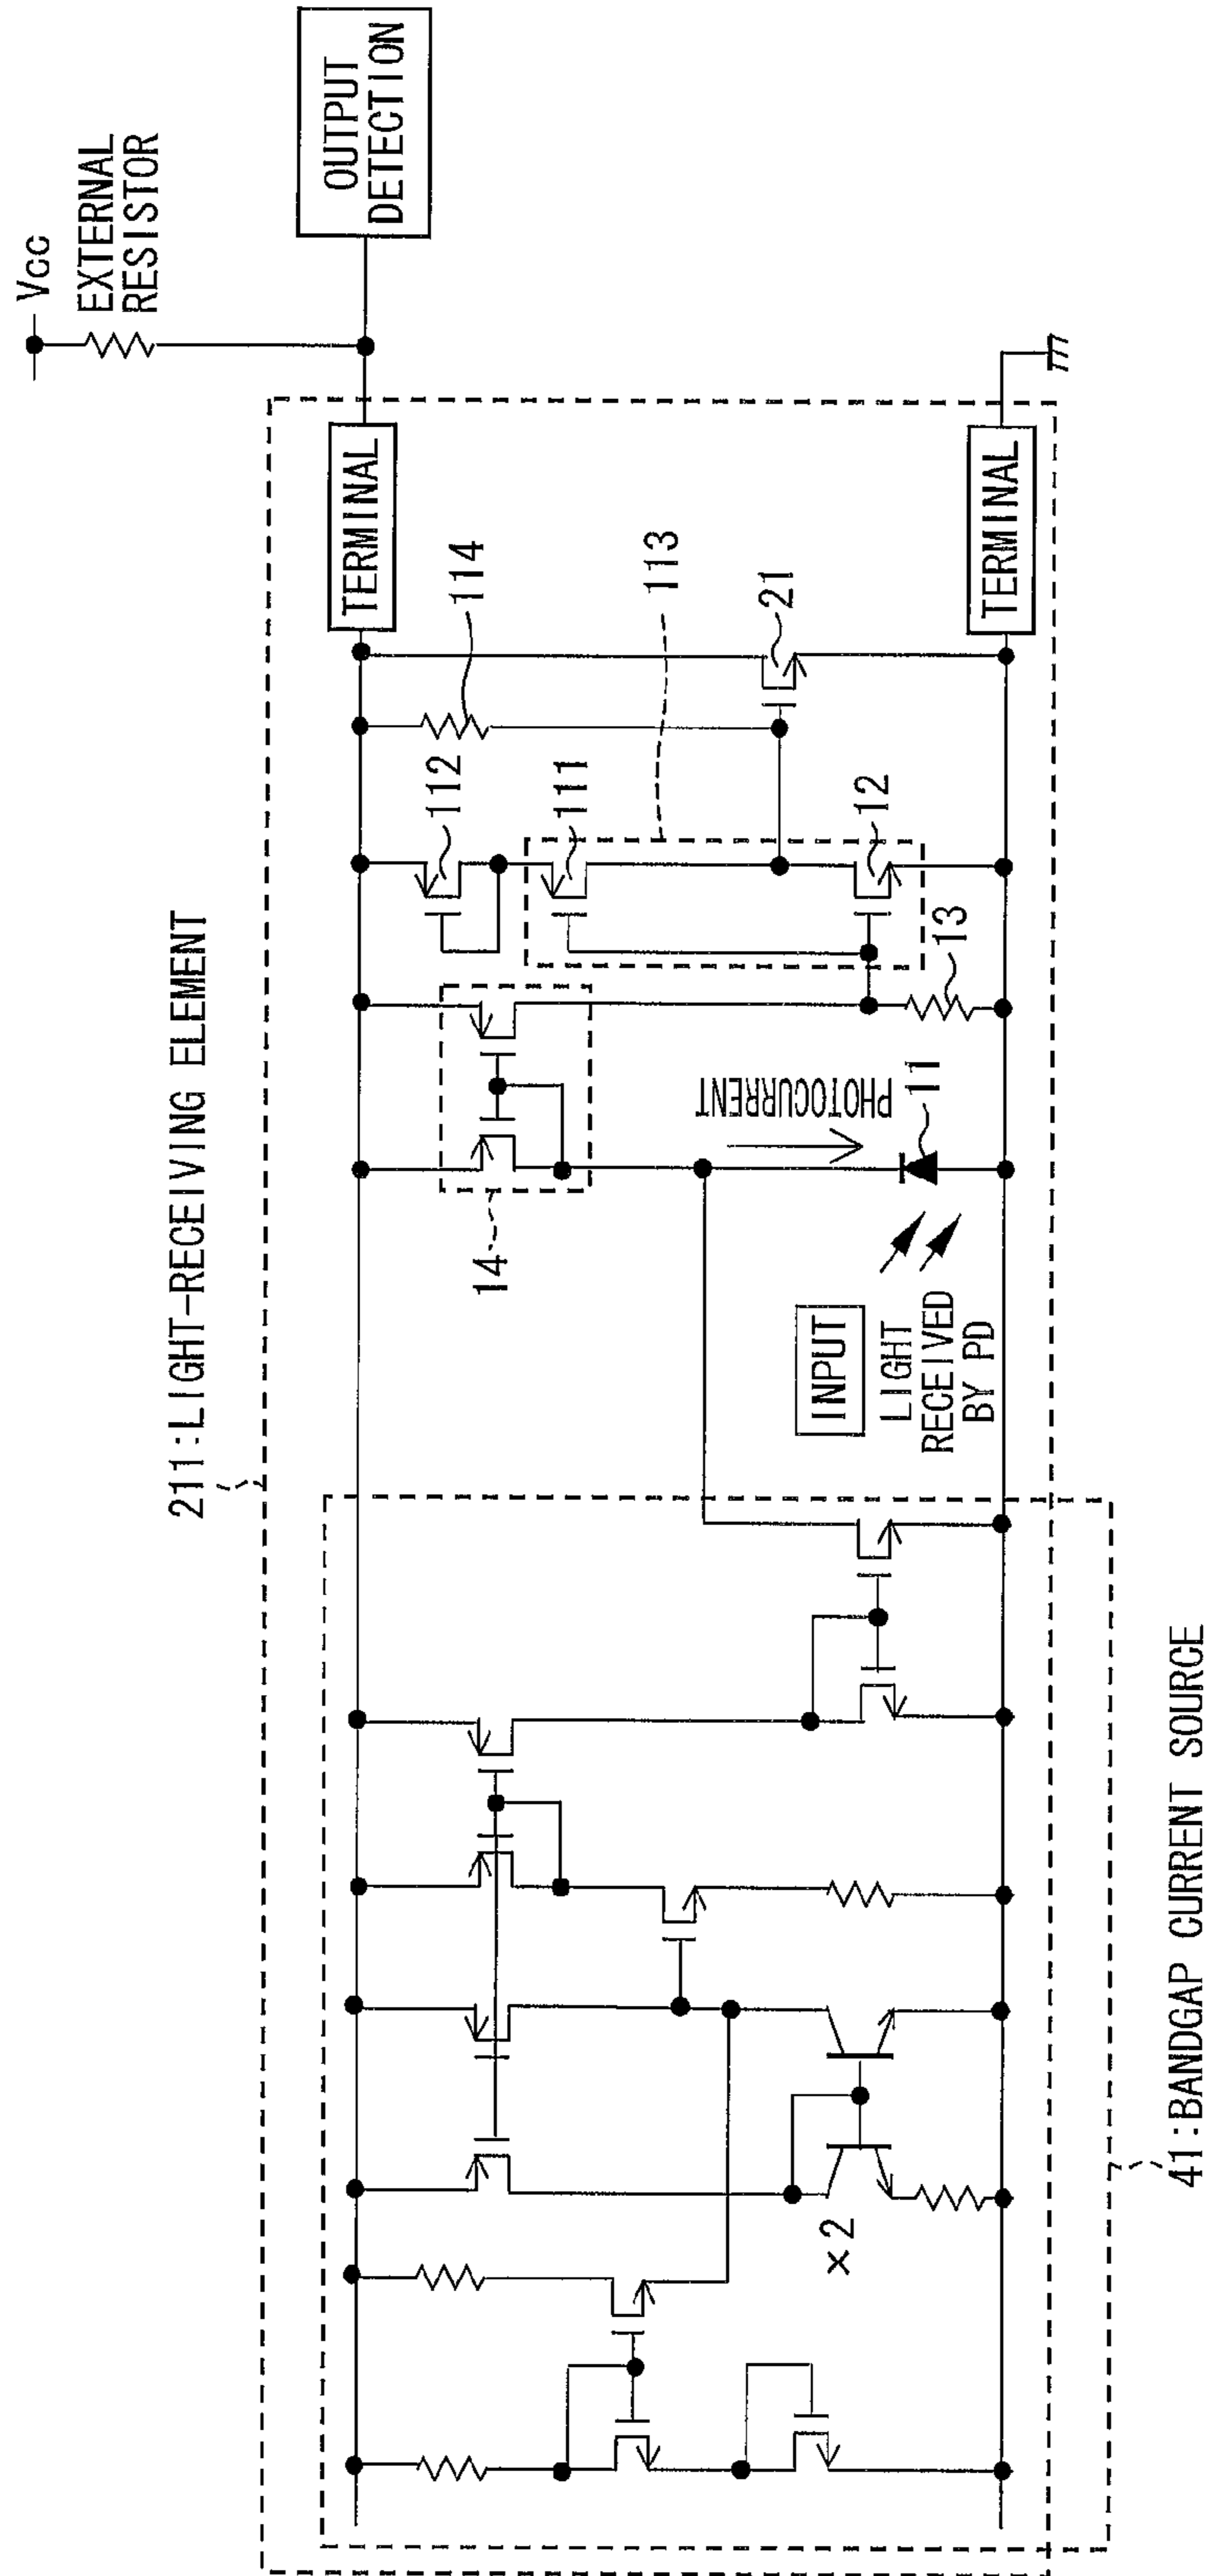 211:LIGHT-RECEIVING ELEMENT
Vcc
EXTERNAL
RESISTOR
OUTPUT
DETECTION
TERMINAL
114
112
14
111
113
21
12
13
PHOTOCURRENT
11
INPUT
LIGHT
RECEIVED
BY PD
TERMINAL
×2
41:BANDGAP CURRENT SOURCE